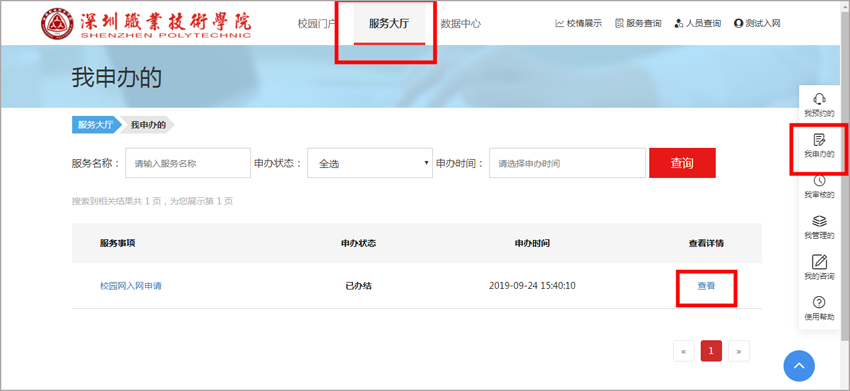 深圳職業技術學院
SHENZHEN POLYTECHNIC
校园门户 服务大厅 数据中心 校情展示 服务查询 人员查询 测试入网
我申办的
服务大厅 我申办的
服务名称： 请输入服务名称 申办状态： 全选 申办时间： 请选择申办时间 查询
搜索到相关结果共 1 页，为您展示第 1 页
服务事项 申办状态 申办时间 查看详情
校园网入网申请 已办结 2019-09-24 15:40:10 查看
« 1 »
我预约的
我申办的
我审核的
我管理的
我的咨询
使用帮助